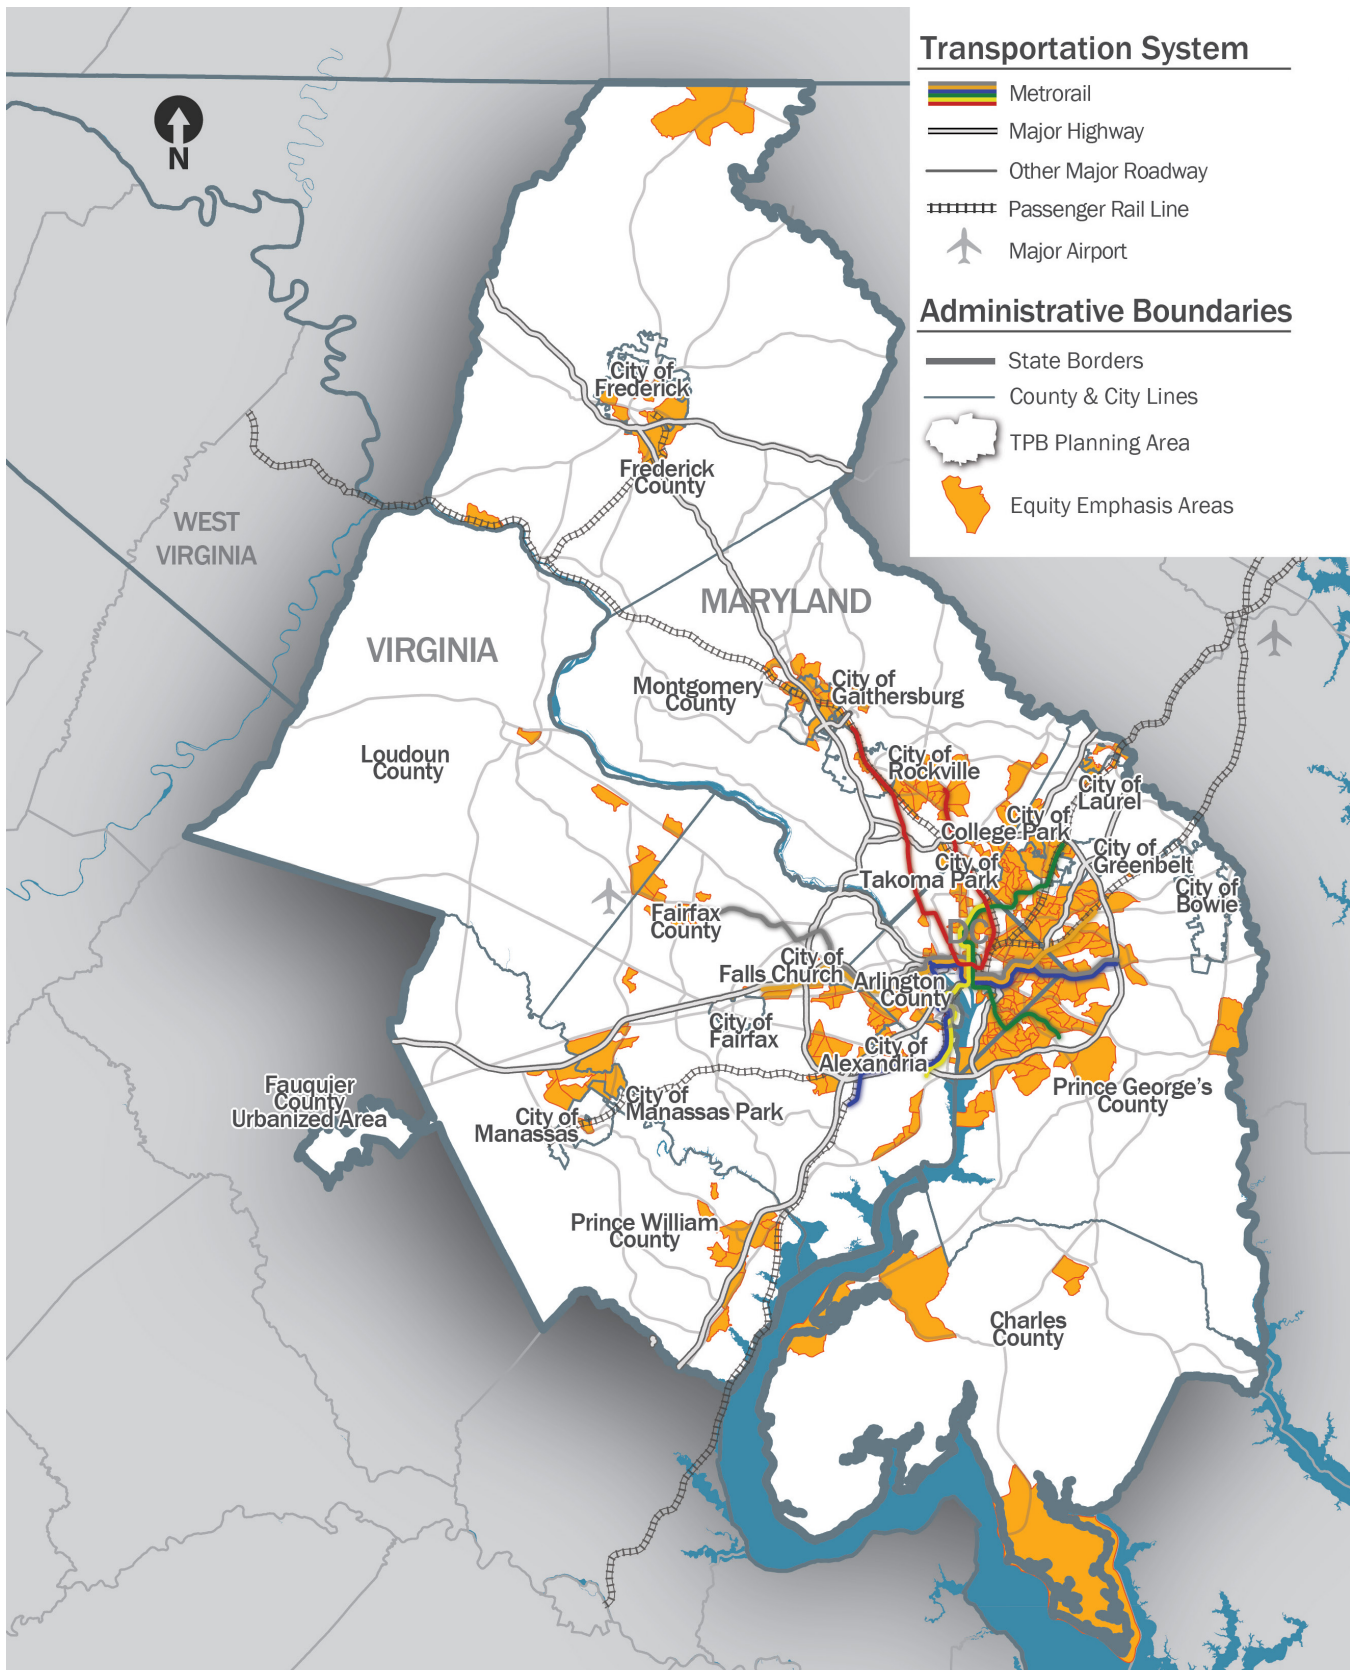 Transportation System
Metrorail
Major Highway
Other Major Roadway
Passenger Rail Line
Major Airport
Administrative Boundaries
State Borders
County & City Lines
TPB Planning Area
Equity Emphasis Areas
N
City of
Frederick
Frederick
County
WEST
VIRGINIA
MARYLAND
VIRGINIA
Montgomery
County
City of
Gaithersburg
Loudoun
County
City of
Rockville
City of
Laurel
City of
College Park
City of
Greenbelt
City of
Takoma Park
City of
Bowie
Fairfax
County
DC
City of
Falls Church
Arlington
County
City of
Fairfax
City of
Alexandria
Fauquier
County
Urbanized Area
City of
Manassas Park
City of
Manassas
Prince George's
County
Prince William
County
Charles
County